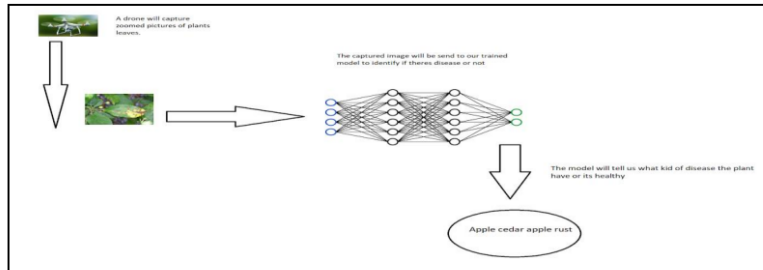 A drone will capture
zoomed pictures of plants
leaves.
The captured image will be send to our trained
model to identify if theres disease or not
The model will tell us what kid of disease the plant
have or its healthy
Apple cedar apple rust